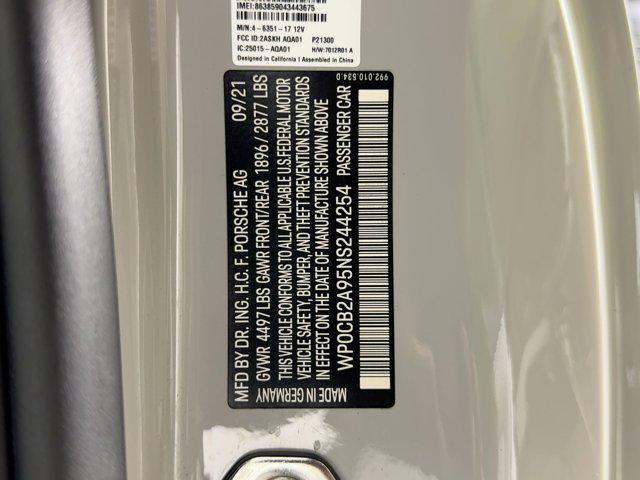 IMEI:863859043443675
M/N:4-6351-17 12V
FCC ID:2ASKH AQA01 P21300
IC:25015-AQA01 H/W:7012R01 A
Designed in California I Assembled in China
992.010.534.0
MFD BY DR. ING. H.C. F. PORSCHE AG 09/21
GVWR 4497 LBS GAWR FRONT/REAR 1896/2877 LBS
THIS VEHICLE CONFORMS TO ALL APPLICABLE U.S.FEDERAL MOTOR
VEHICLE SAFETY, BUMPER, AND THEFT PREVENTION STANDARDS
IN EFFECT ON THE DATE OF MANUFACTURE SHOWN ABOVE
WP0CB2A95NS244254 PASSENGER CAR
MADE IN GERMANY